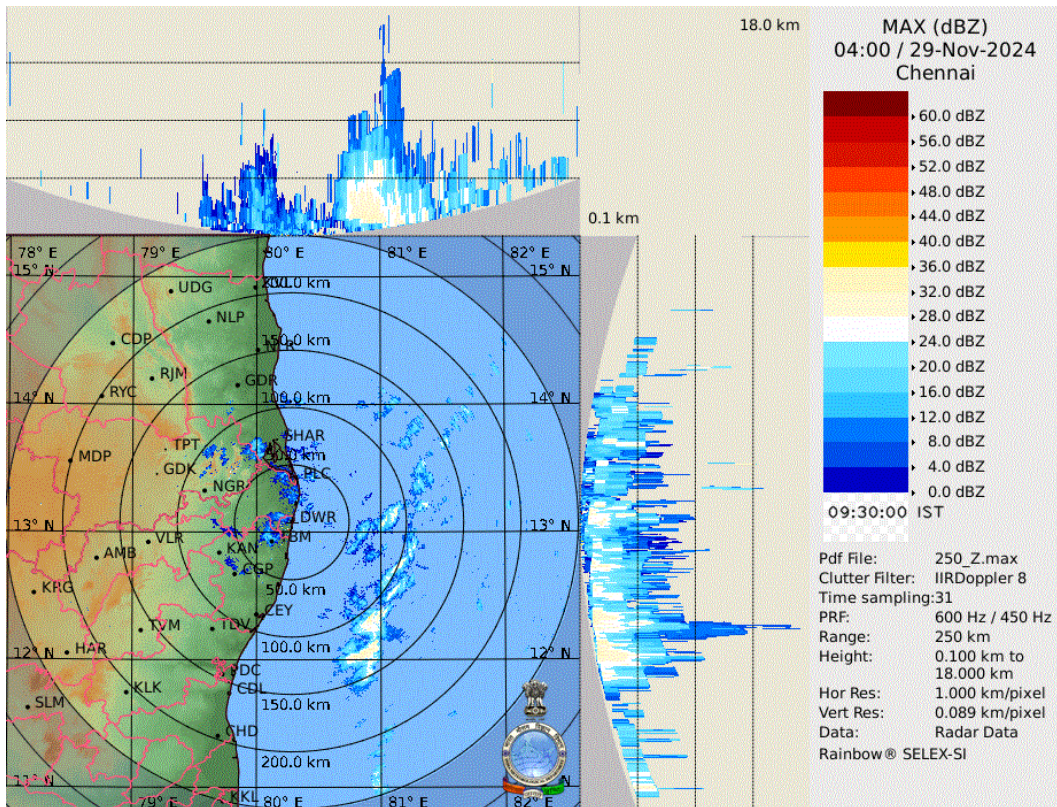 18.0 km
0.1 km
MAX (dBZ)
04:00 / 29-Nov-2024
Chennai
60.0 dBZ
56.0 dBZ
52.0 dBZ
48.0 dBZ
44.0 dBZ
40.0 dBZ
36.0 dBZ
32.0 dBZ
28.0 dBZ
24.0 dBZ
20.0 dBZ
16.0 dBZ
12.0 dBZ
8.0 dBZ
4.0 dBZ
0.0 dBZ
09:30:00 IST
Pdf File: 250_Z.max
Clutter Filter: IIRDoppler 8
Time sampling:31
PRF: 600 Hz / 450 Hz
Range: 250 km
Height: 0.100 km to
18.000 km
Hor Res: 1.000 km/pixel
Vert Res: 0.089 km/pixel
Data: Radar Data
Rainbow® SELEX-SI
78° E 79° E 80° E 81° E 82° E
15° N 15° N
UDG
NLP
150.0 km
CDP
RJM
GDR
RYC
100.0 km
14° N 14° N
SHAR
TPT
MDP
GDK
PLC
NGR
DWR
13° N 13° N
VLR
KAN
AMB
CGP
KRG
50.0 km
CEY
TVM TDV
HAR
100.0 km
12° N 12° N
PDC
KLK CDL
SLM
150.0 km
CHD
200.0 km
11° N 11° N
KKL
79° E 80° E 81° E 82° E